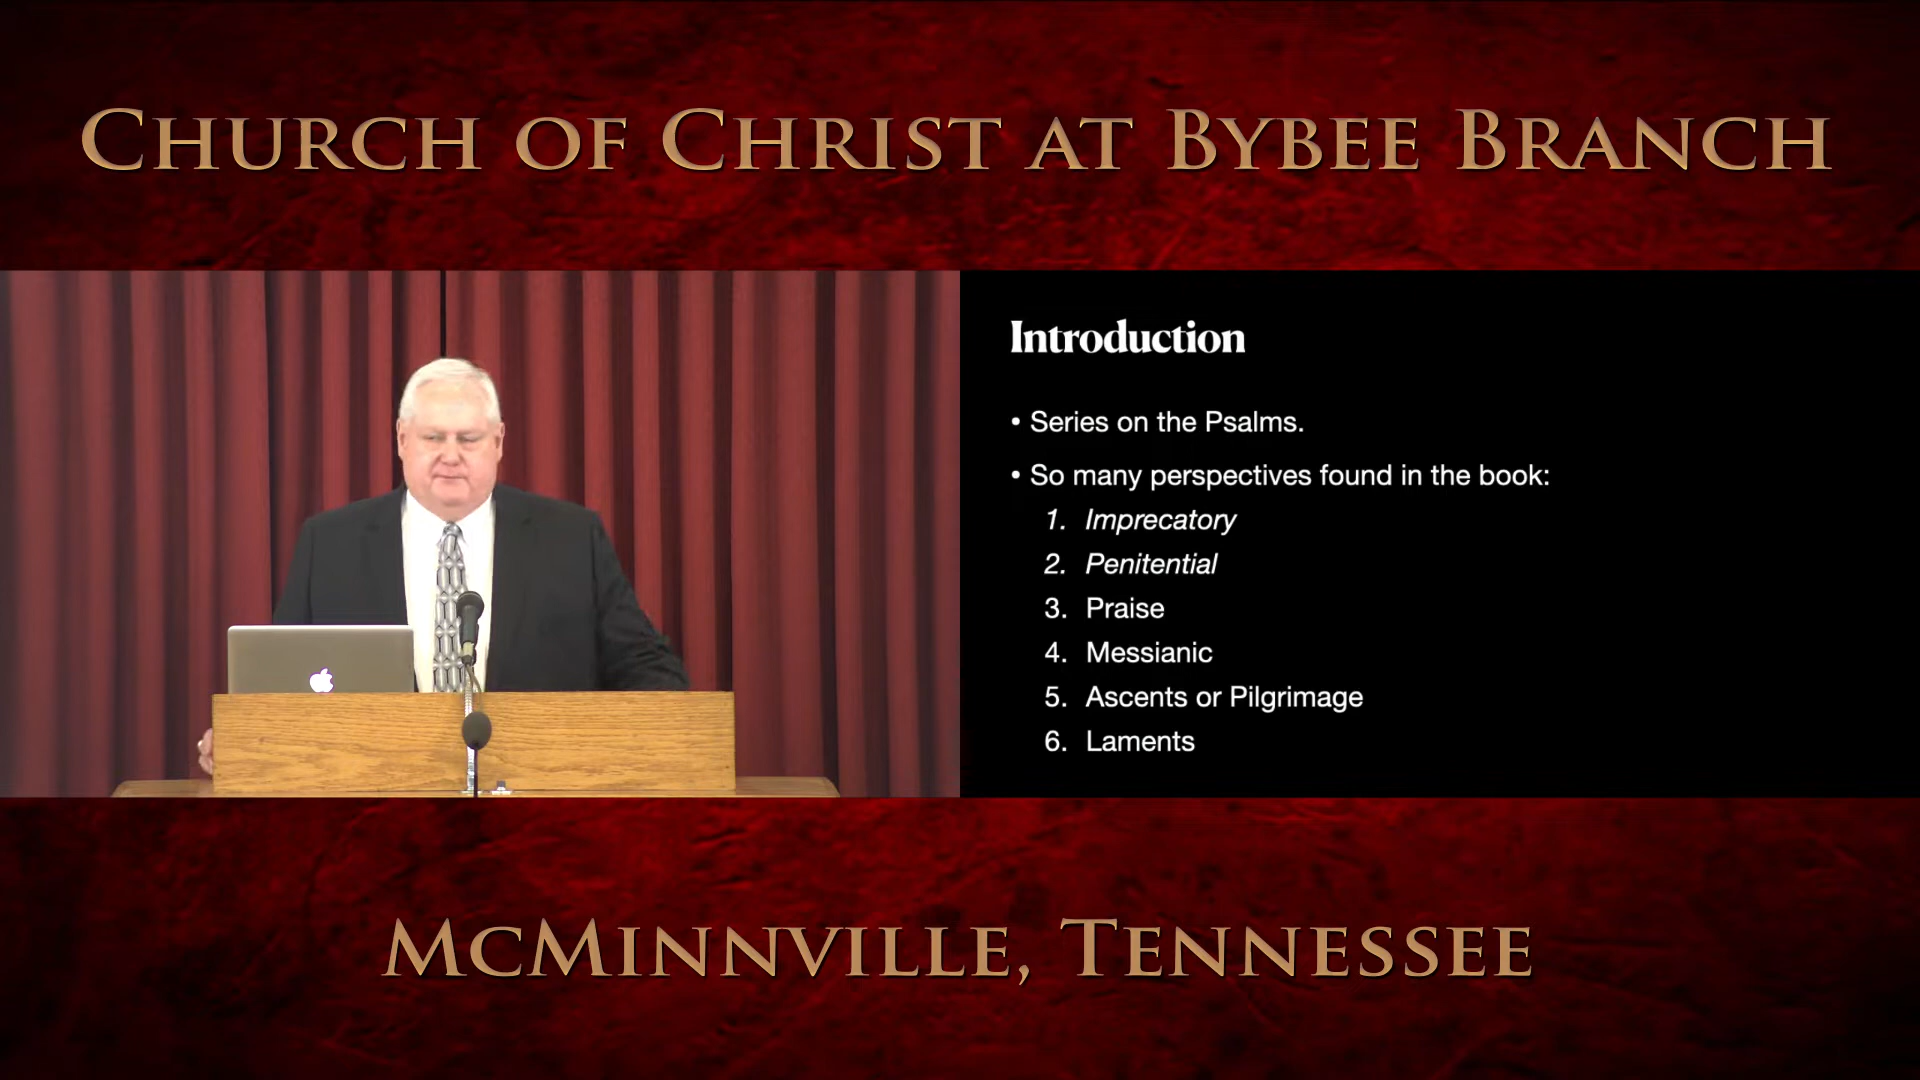 Church of Christ at Bybee Branch
Introduction
• Series on the Psalms.
• So many perspectives found in the book:
1. Imprecatory
2. Penitential
3. Praise
4. Messianic
5. Ascents or Pilgrimage
6. Laments
McMinnville, Tennessee